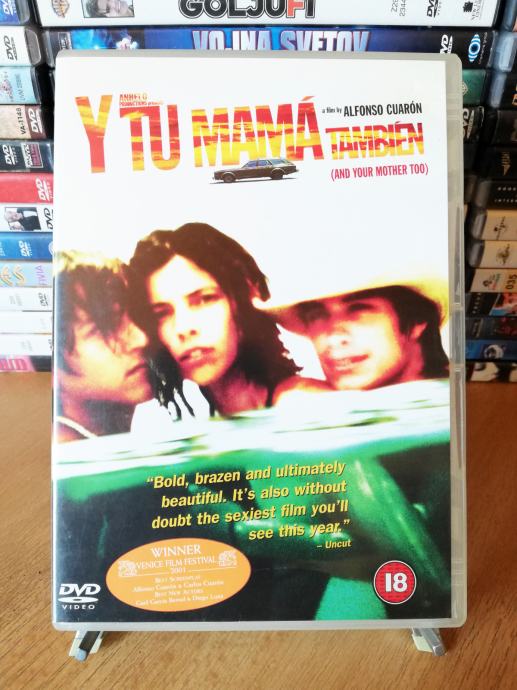 GOLJUFI
VOJNA SVETOV
DVD
VA-1148
035
ANHELO
PRODUCTIONS presents
Y TU MAMÁ TAMBIÉN
a film by ALFONSO CUARÓN
(AND YOUR MOTHER TOO)
“Bold, brazen and ultimately
beautiful. It's also without
doubt the sexiest film you'll
see this year.”
– Uncut
WINNER
VENICE FILM FESTIVAL
2001
BEST SCREENPLAY
Alfonso Cuarón & Carlos Cuarón
BEST NEW ACTORS
Gael García Bernal & Diego Luna
DVD
VIDEO
18